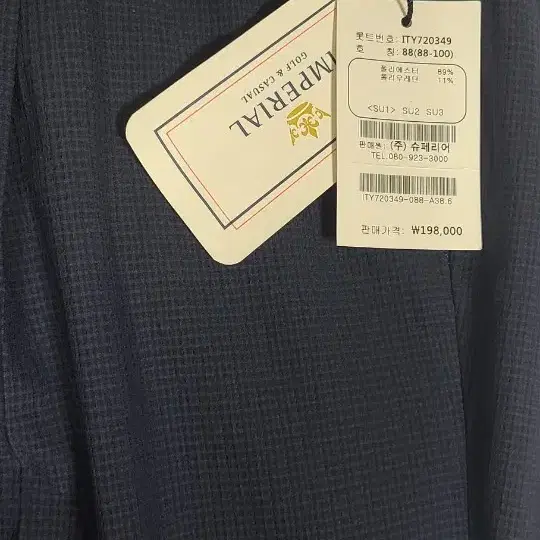 IMPERIAL
GOLF & CASUAL
롯트번호: ITY720349
호 칭: 88(88-100)
폴리에스터 89%
폴리우레탄 11%
<SU1> SU2 SU3
판매원: (주) 슈페리어
TEL.080-923-3000
ITY720349-088-A38.6
판매가격: ₩198,000